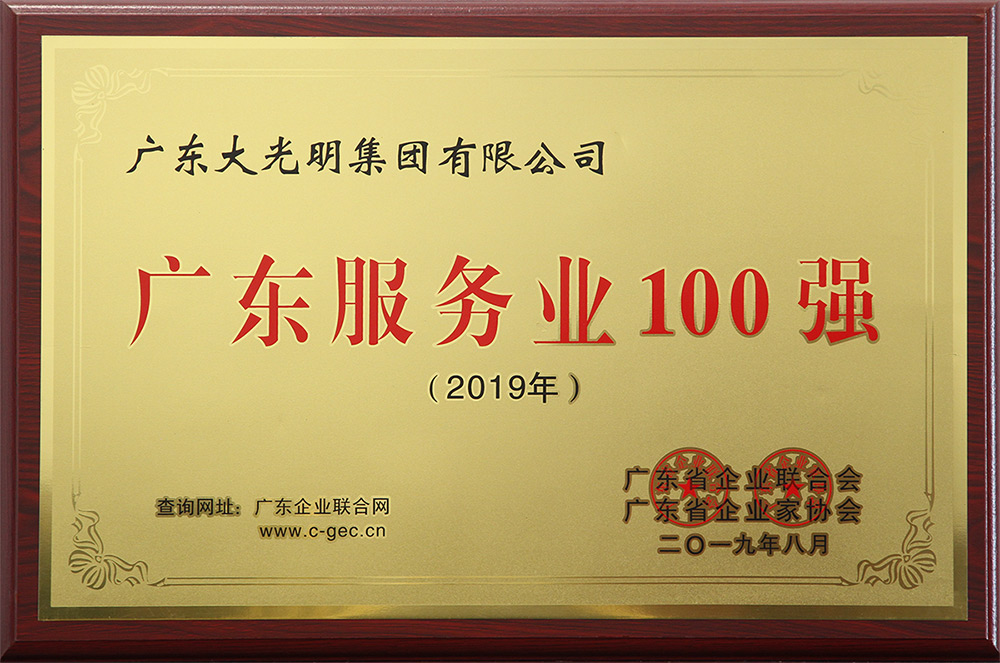 广东大光明集团有限公司
广东服务业100强
（2019年）
查询网址：广东企业联合网
www.c-gec.cn
广东省企业联合会
广东省企业家协会
二〇一九年八月